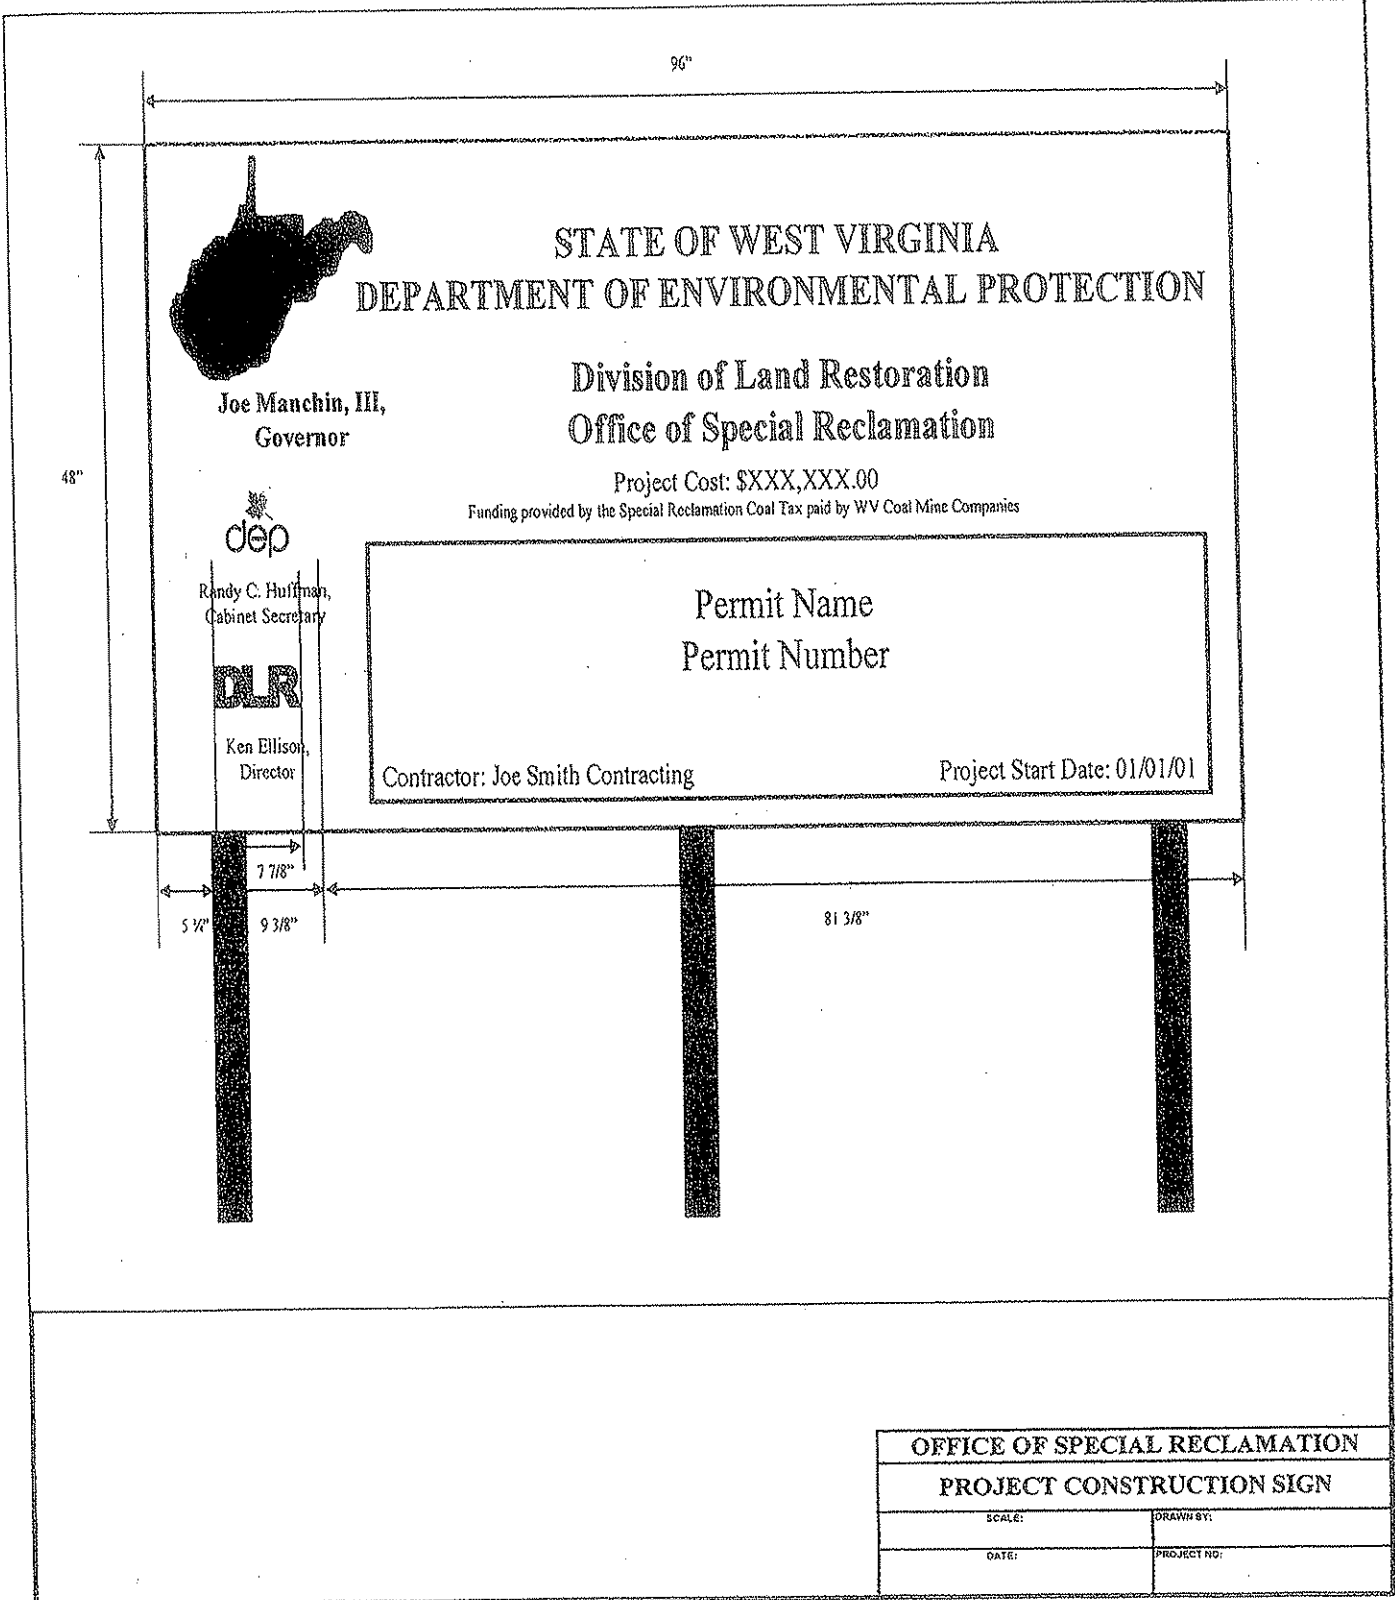 96"
STATE OF WEST VIRGINIA
DEPARTMENT OF ENVIRONMENTAL PROTECTION
Division of Land Restoration
Office of Special Reclamation
Joe Manchin, III,
Governor
48"
Project Cost: $XXX,XXX.00
Funding provided by the Special Reclamation Coal Tax paid by WV Coal Mine Companies
dep
Randy C. Huffman,
Cabinet Secretary
Permit Name
Permit Number
DLR
Ken Ellison,
Director
Contractor: Joe Smith Contracting
Project Start Date: 01/01/01
7 7/8"
5 ¼"
9 3/8"
81 3/8"
OFFICE OF SPECIAL RECLAMATION
PROJECT CONSTRUCTION SIGN
SCALE:
DRAWN BY:
DATE:
PROJECT NO: